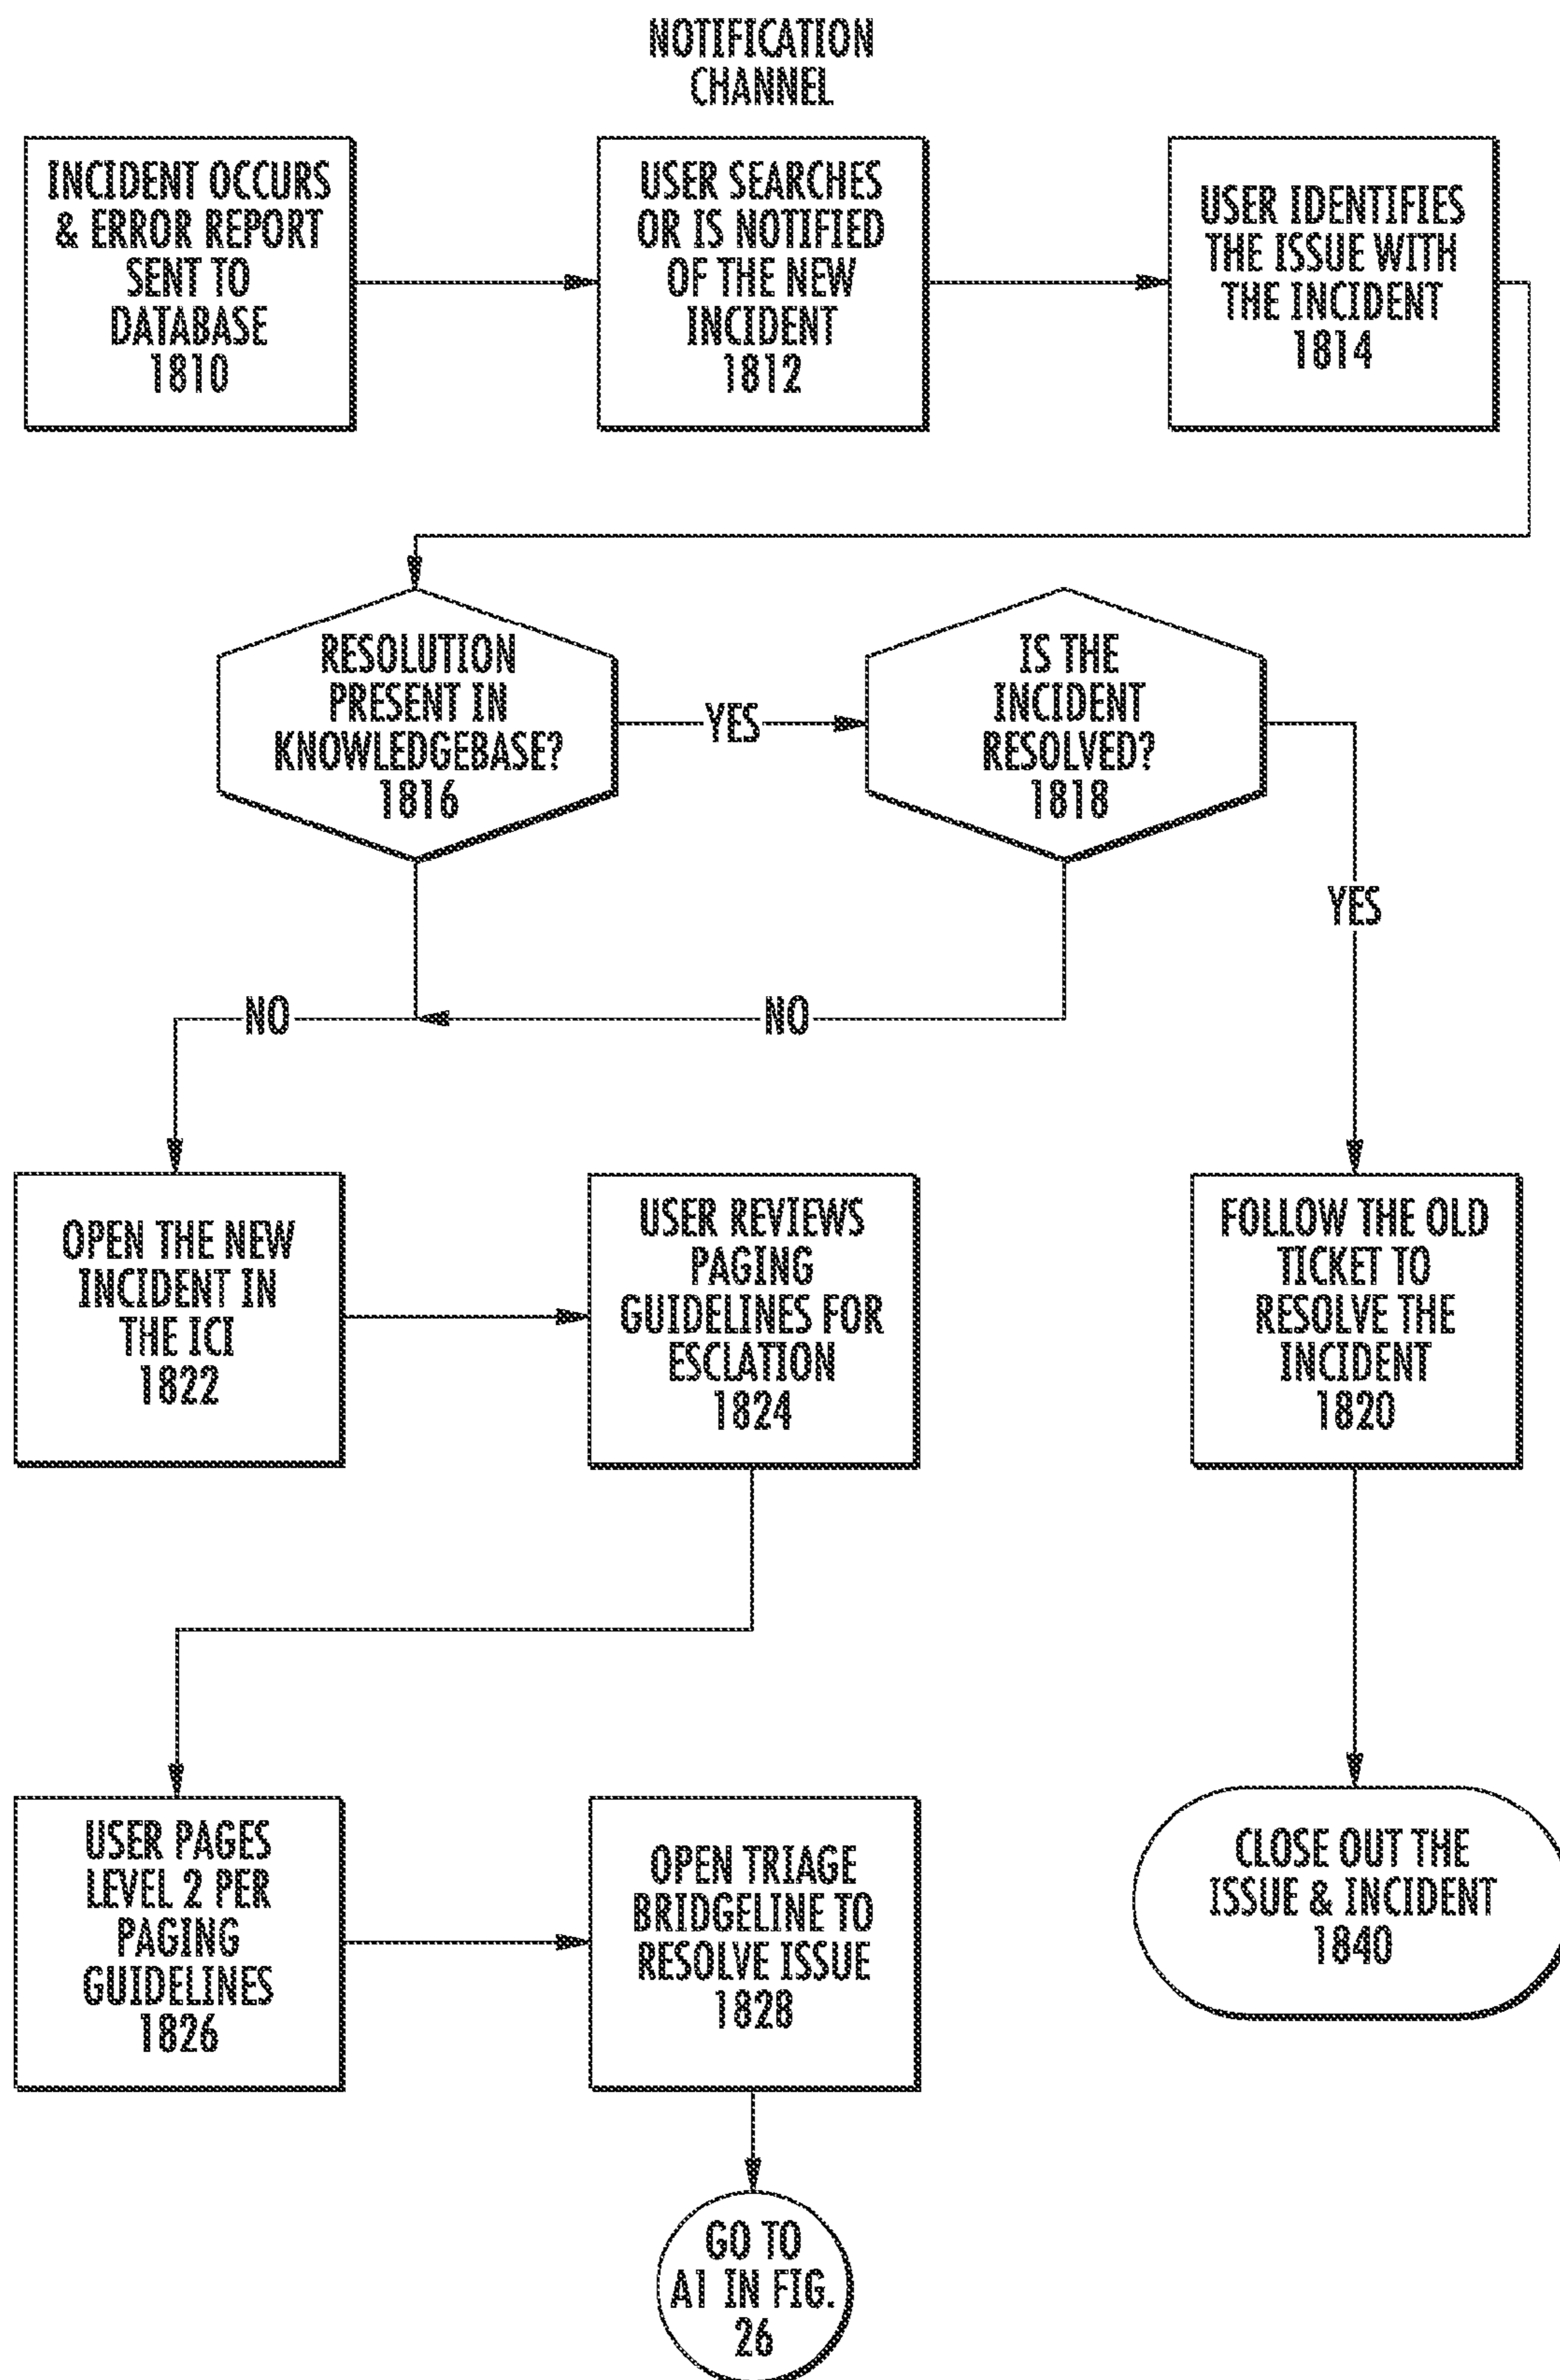 NOTIFICATION
CHANNEL
INCIDENT OCCURS
& ERROR REPORT
SENT TO
DATABASE
1810
USER SEARCHES
OR IS NOTIFIED
OF THE NEW
INCIDENT
1812
USER IDENTIFIES
THE ISSUE WITH
THE INCIDENT
1814
RESOLUTION
PRESENT IN
KNOWLEDGEBASE?
1816
YES
IS THE
INCIDENT
RESOLVED?
1818
YES
NO
NO
OPEN THE NEW
INCIDENT IN
THE ICI
1822
USER REVIEWS
PAGING
GUIDELINES FOR
ESCLATION
1824
FOLLOW THE OLD
TICKET TO
RESOLVE THE
INCIDENT
1820
USER PAGES
LEVEL 2 PER
PAGING
GUIDELINES
1826
OPEN TRIAGE
BRIDGELINE TO
RESOLVE ISSUE
1828
CLOSE OUT THE
ISSUE & INCIDENT
1840
GO TO
A1 IN FIG.
26